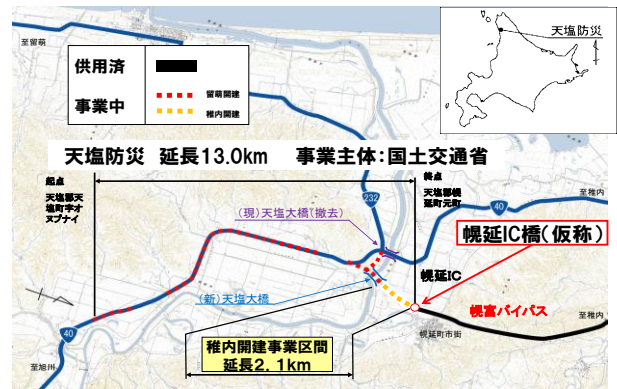 至留萌
供用済
事業中
留萌開建
稚内開建
天塩防災
天塩防災 延長13.0km 事業主体:国土交通省
起点
天塩郡天
塩町字オ
ヌプナイ
終点
天塩郡幌
延町元町
至稚内
40
232
(現)天塩大橋(撤去)
幌延IC橋(仮称)
幌延IC
(新)天塩大橋
幌富バイパス
至稚内
40
幌延町市街
稚内開建事業区間
延長2.1km
至旭川